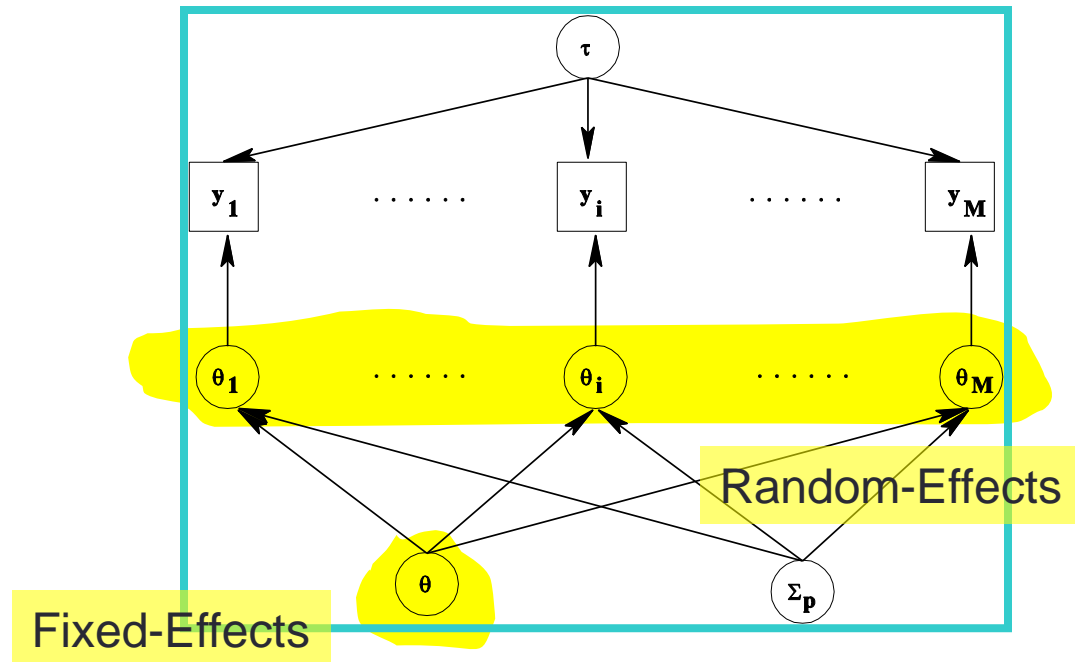 τ
y1 . . . . . . yi . . . . . . yM
θ1 . . . . . . θi . . . . . . θM
Random-Effects
θ Σp
Fixed-Effects